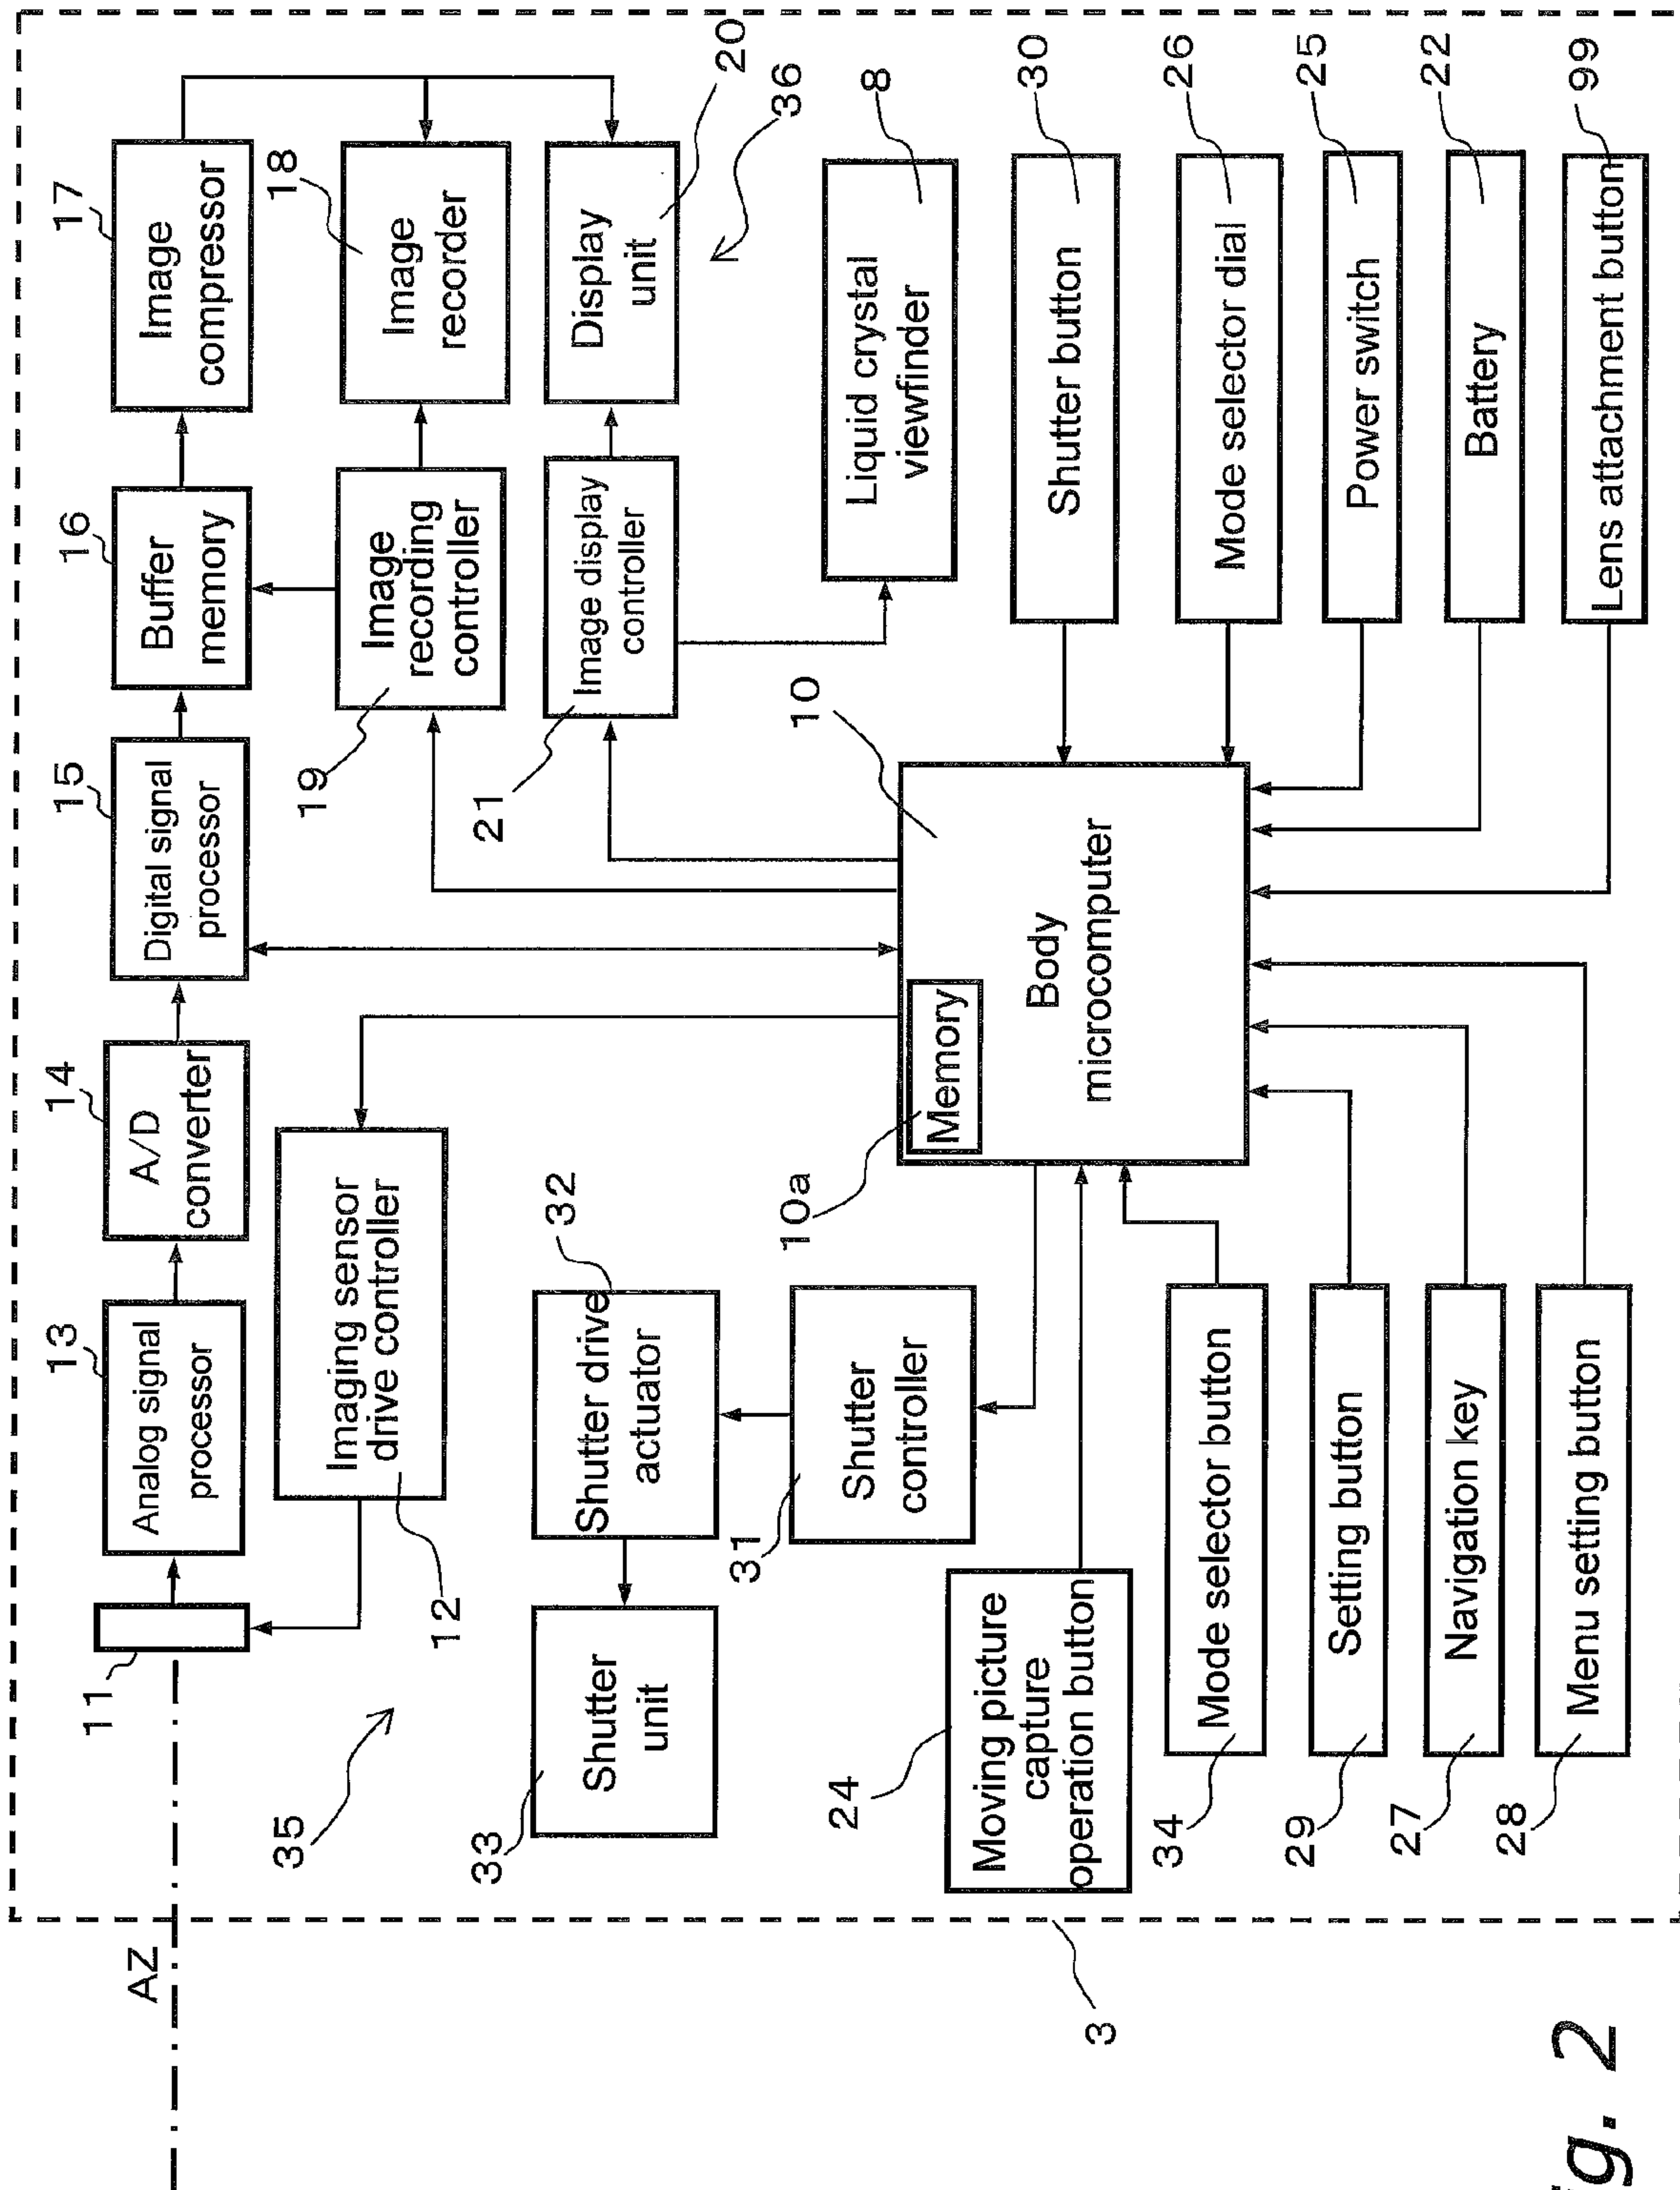 AZ
11
13
Analog signal
processor
14
A/D
converter
15
Digital signal
processor
16
Buffer
memory
17
Image
compressor
12
Imaging sensor
drive controller
35
19
Image
recording
controller
18
Image
recorder
21
Image display
controller
Display
unit
20
36
33
Shutter
unit
32
Shutter drive
actuator
31
Shutter
controller
8
Liquid crystal
viewfinder
10
10a
Memory
Body
microcomputer
24
Moving picture
capture
operation button
34
Mode selector button
29
Setting button
27
Navigation key
28
Menu setting button
30
Shutter button
26
Mode selector dial
25
Power switch
22
Battery
99
Lens attachment button
3
g. 2